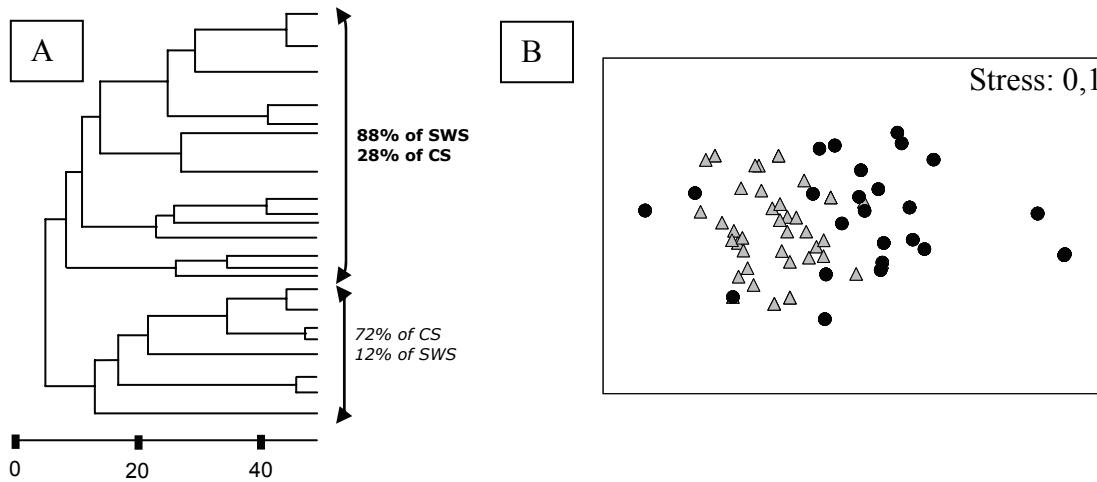 A
B
Stress: 0,1
88% of SWS
28% of CS
72% of CS
12% of SWS
0 20 40